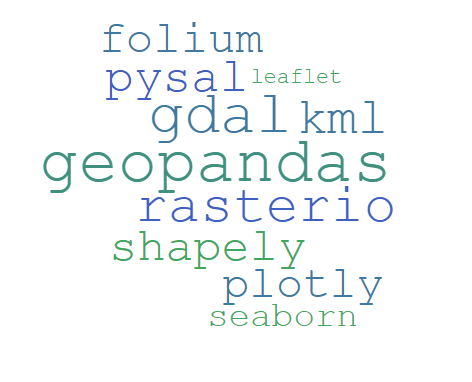 folium
pysal leaflet
gdal kml
geopandas
rasterio
shapely
plotly
seaborn